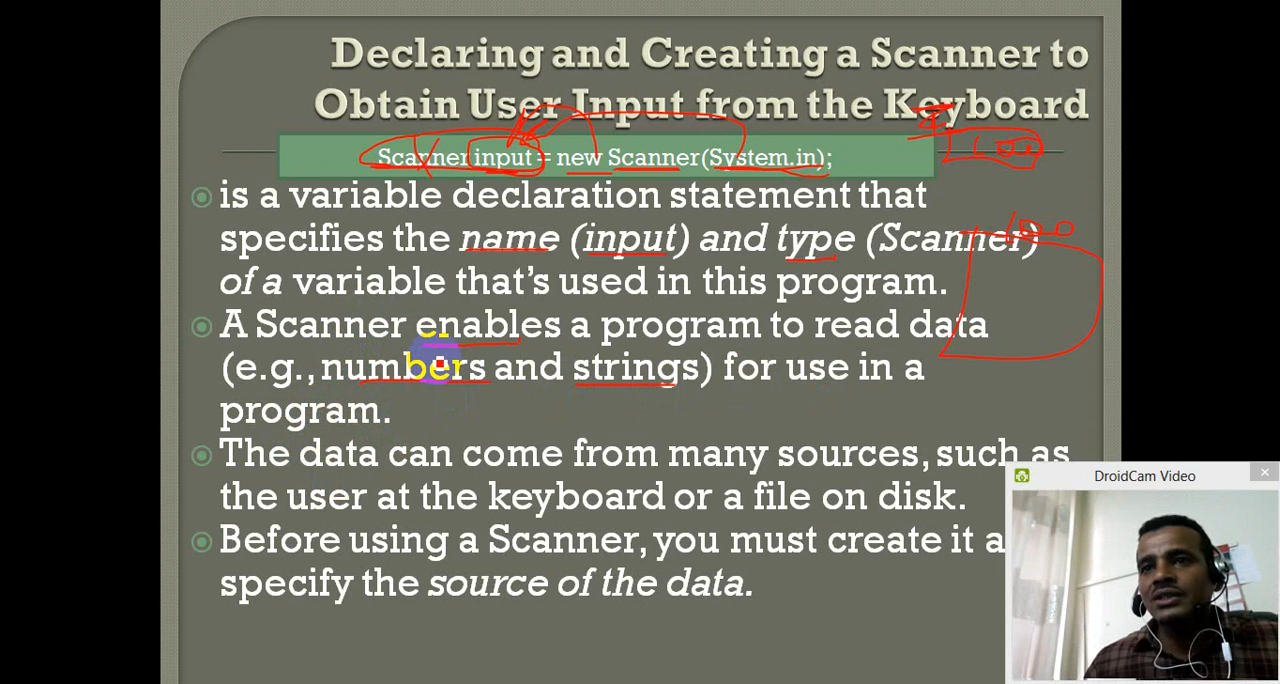 Declaring and Creating a Scanner to
Obtain User Input from the Keyboard
Scanner input = new Scanner(System.in);
is a variable declaration statement that
specifies the name (input) and type (Scanner)
of a variable that's used in this program.
A Scanner enables a program to read data
(e.g., numbers and strings) for use in a
program.
The data can come from many sources, such as
the user at the keyboard or a file on disk.
Before using a Scanner, you must create it a
specify the source of the data.
100
100
DroidCam Video